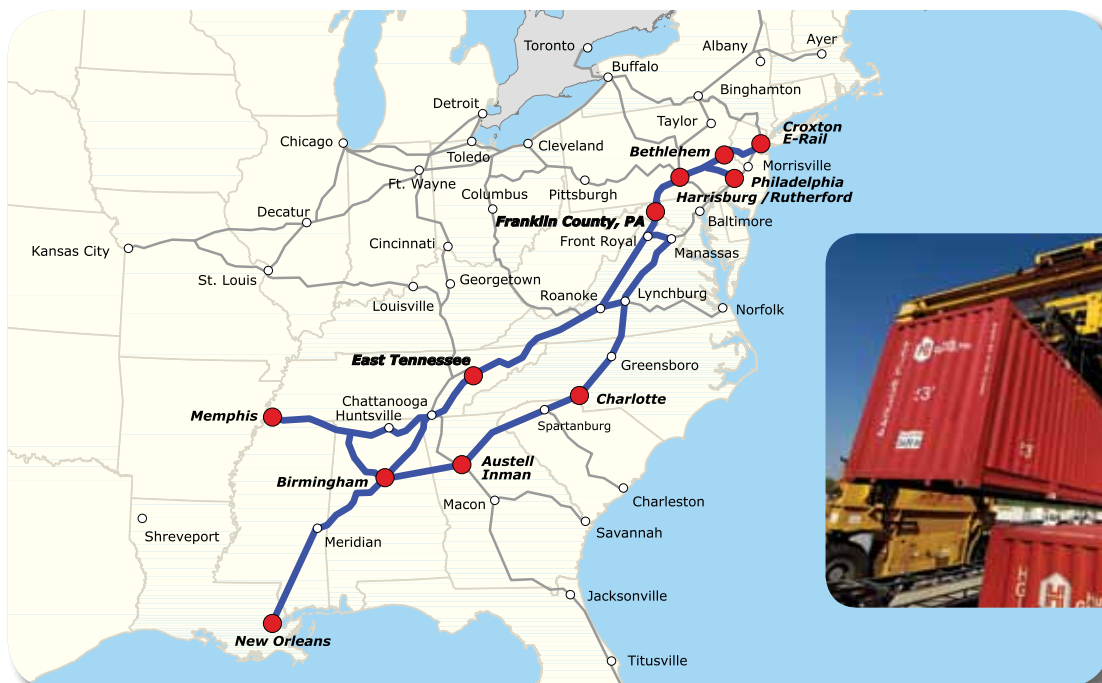 Toronto
Albany
Ayer
Buffalo
Binghamton
Detroit
Taylor
Croxton
E-Rail
Chicago
Cleveland
Bethlehem
Toledo
Morrisville
Ft. Wayne
Columbus
Pittsburgh
Philadelphia
Harrisburg /Rutherford
Decatur
Franklin County, PA
Baltimore
Kansas City
Cincinnati
Front Royal
Manassas
St. Louis
Georgetown
Louisville
Roanoke
Lynchburg
Norfolk
East Tennessee
Greensboro
Chattanooga
Charlotte
Memphis
Huntsville
Spartanburg
Austell
Inman
Birmingham
Macon
Charleston
Shreveport
Meridian
Savannah
Jacksonville
New Orleans
Titusville
:3'
H